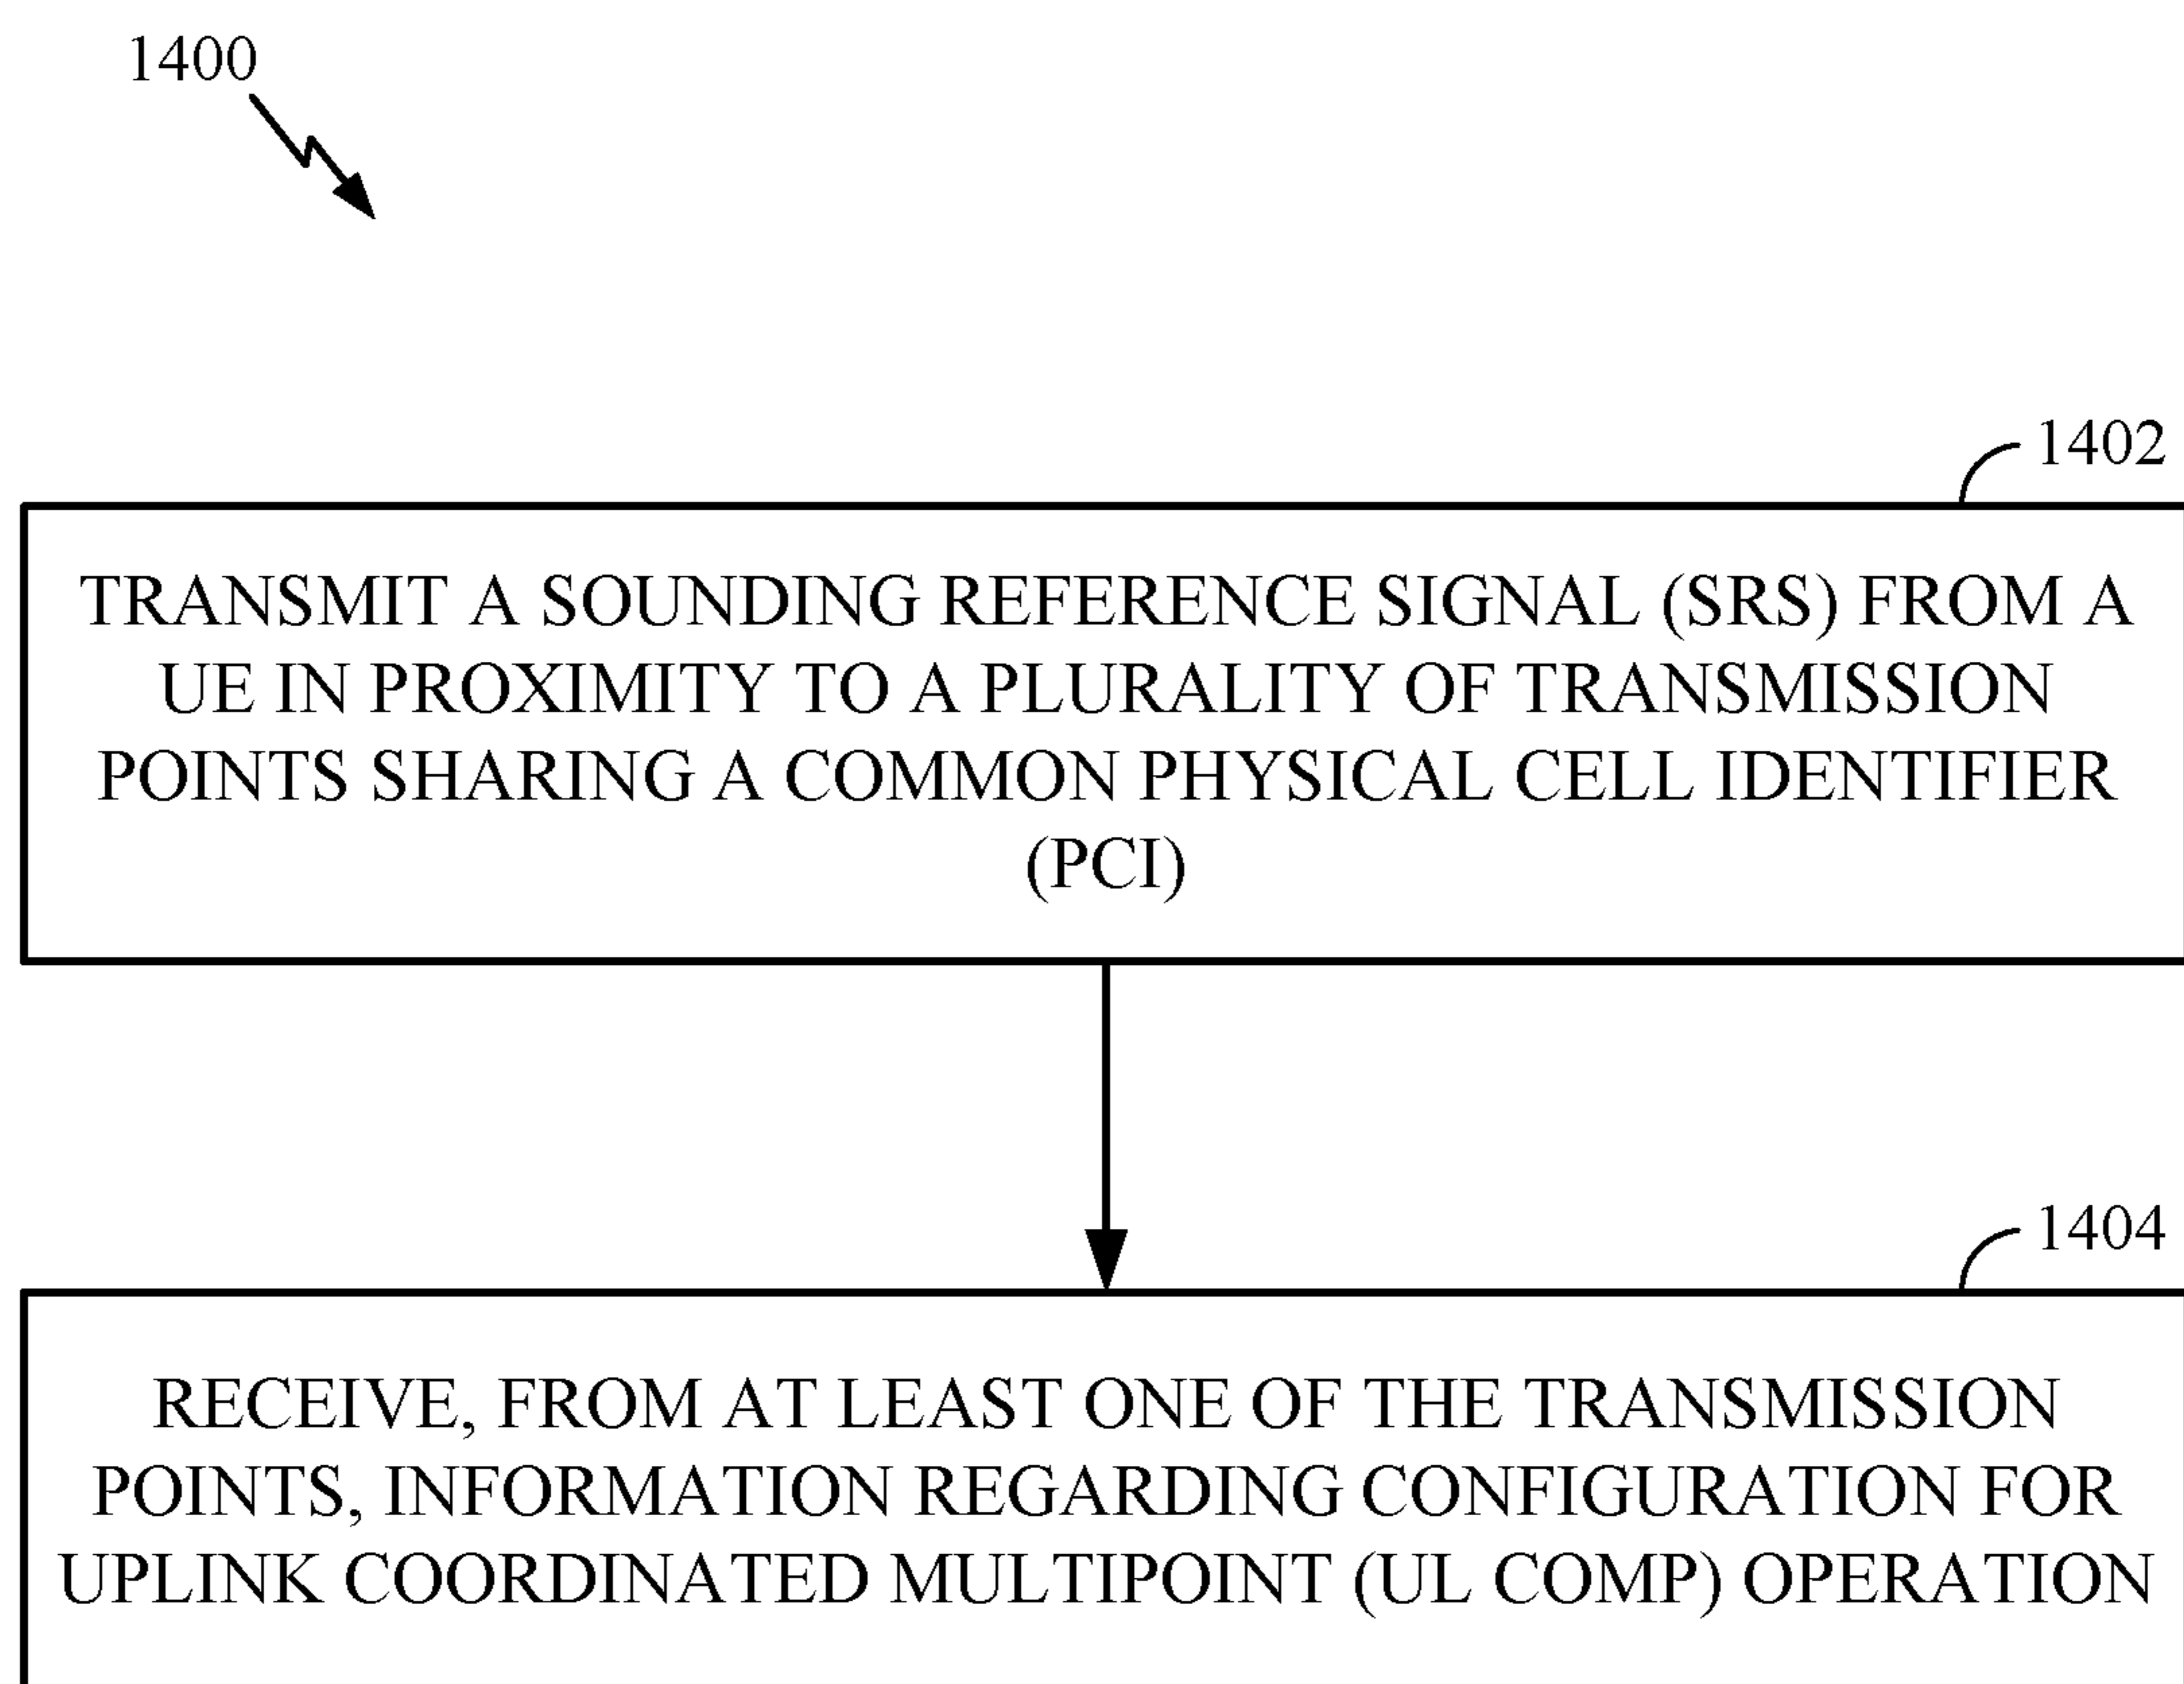 1400
1402
TRANSMIT A SOUNDING REFERENCE SIGNAL (SRS) FROM A
UE IN PROXIMITY TO A PLURALITY OF TRANSMISSION
POINTS SHARING A COMMON PHYSICAL CELL IDENTIFIER
(PCI)
1404
RECEIVE, FROM AT LEAST ONE OF THE TRANSMISSION
POINTS, INFORMATION REGARDING CONFIGURATION FOR
UPLINK COORDINATED MULTIPOINT (UL COMP) OPERATION